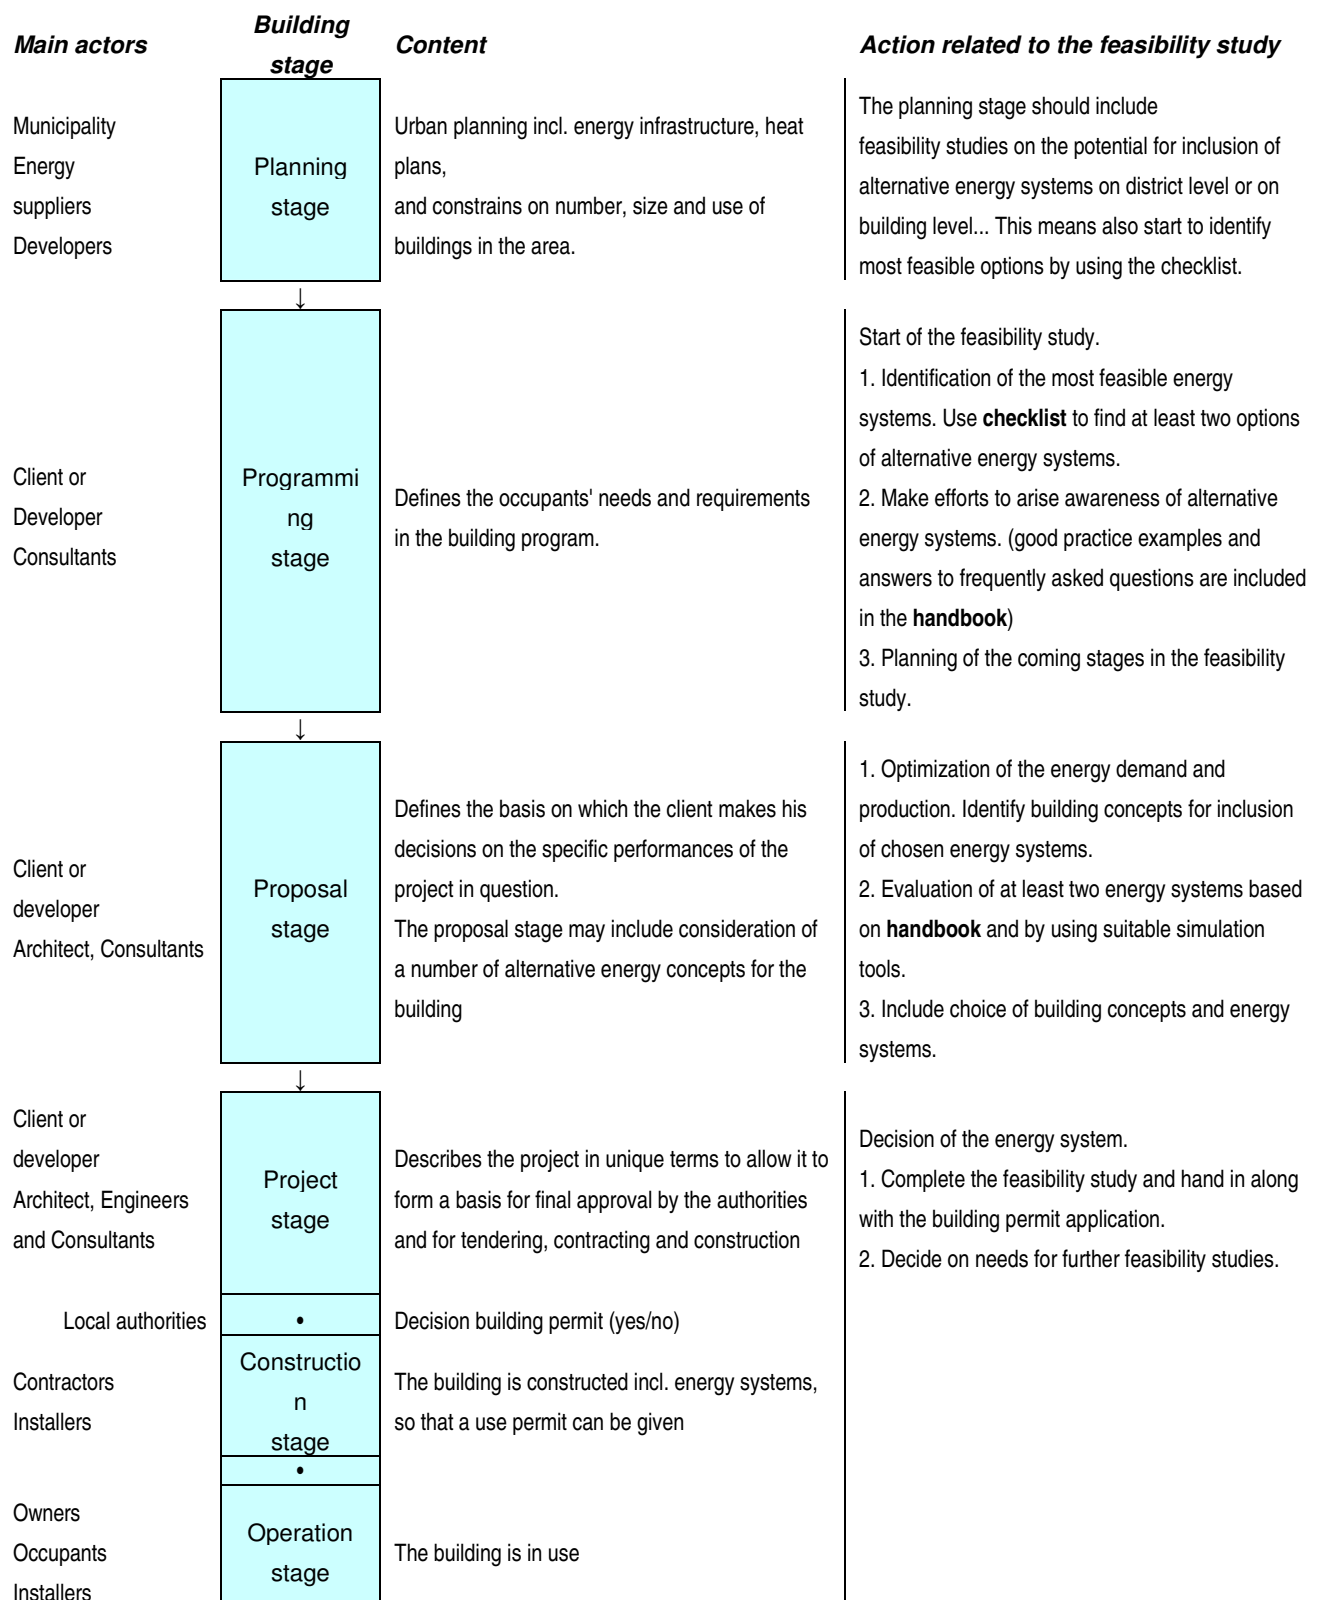 Main actors
Building
stage
Content
Action related to the feasibility study
Municipality
Energy
suppliers
Developers
Planning
stage
Urban planning incl. energy infrastructure, heat
plans,
and constrains on number, size and use of
buildings in the area.
The planning stage should include
feasibility studies on the potential for inclusion of
alternative energy systems on district level or on
building level... This means also start to identify
most feasible options by using the checklist.
↓
Client or
Developer
Consultants
Programmi
ng
stage
Defines the occupants' needs and requirements
in the building program.
Start of the feasibility study.
1. Identification of the most feasible energy
systems. Use checklist to find at least two options
of alternative energy systems.
2. Make efforts to arise awareness of alternative
energy systems. (good practice examples and
answers to frequently asked questions are included
in the handbook)
3. Planning of the coming stages in the feasibility
study.
↓
Client or
developer
Architect, Consultants
Proposal
stage
Defines the basis on which the client makes his
decisions on the specific performances of the
project in question.
The proposal stage may include consideration of
a number of alternative energy concepts for the
building
1. Optimization of the energy demand and
production. Identify building concepts for inclusion
of chosen energy systems.
2. Evaluation of at least two energy systems based
on handbook and by using suitable simulation
tools.
3. Include choice of building concepts and energy
systems.
↓
Client or
developer
Architect, Engineers
and Consultants
Project
stage
Describes the project in unique terms to allow it to
form a basis for final approval by the authorities
and for tendering, contracting and construction
Decision of the energy system.
1. Complete the feasibility study and hand in along
with the building permit application.
2. Decide on needs for further feasibility studies.
Local authorities
•
Decision building permit (yes/no)
Contractors
Installers
Constructio
n
stage
The building is constructed incl. energy systems,
so that a use permit can be given
•
Owners
Occupants
Installers
Operation
stage
The building is in use